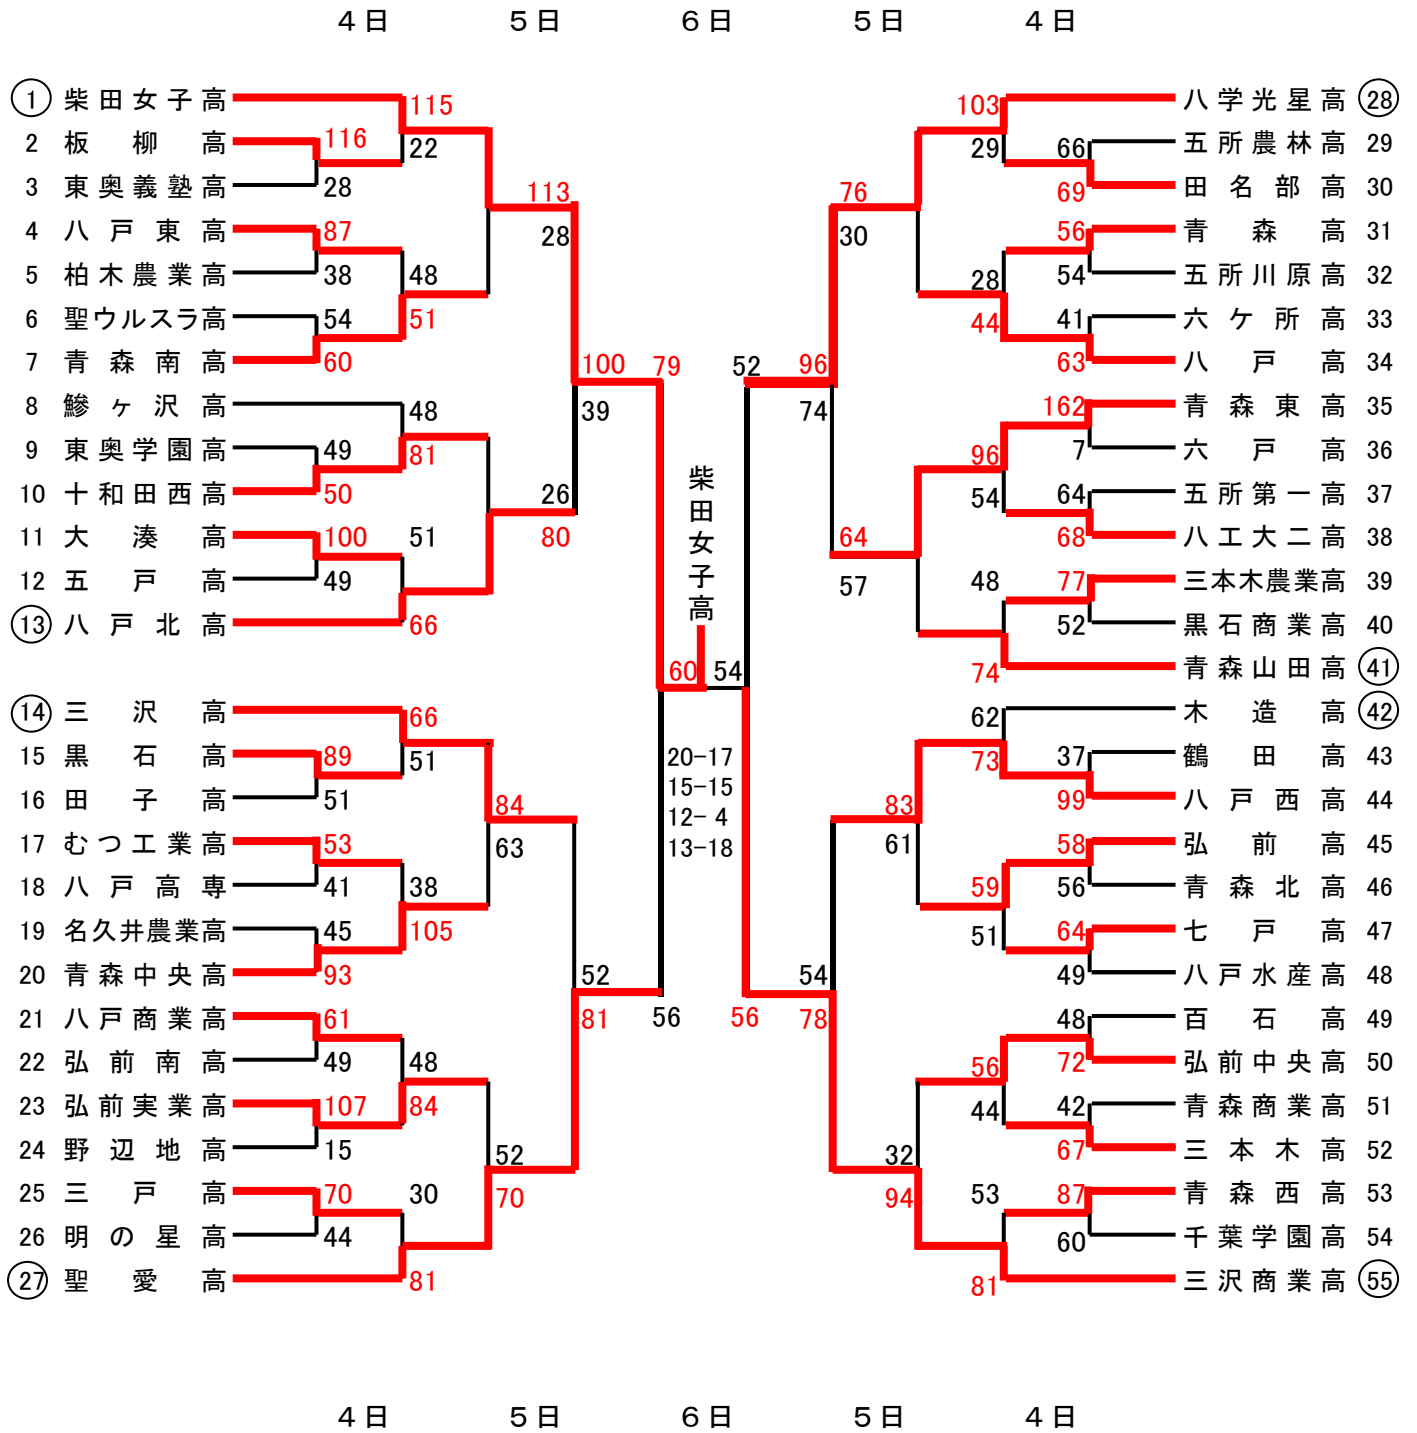 4日 5日 6日 5日 4日
1 柴田女子高 115
2 板柳高 116
22
3 東奥義塾高 28
113
4 八戸東高 87
28
5 柏木農業高 38
48
6 聖ウルスラ高 54
51
7 青森南高 60
100 79
8 鰺ヶ沢高 48
39
9 東奥学園高 49
81
10 十和田西高 50
26
11 大湊高 100
51
80
12 五戸高 49
13 八戸北高 66
14 三沢高 66
15 黒石高 89
51
16 田子高 51
84
17 むつ工業高 53
63
18 八戸高専 41
38
19 名久井農業高 45
105
20 青森中央高 93
52
21 八戸商業高 61
81
56
22 弘前南高 49
48
23 弘前実業高 107
84
24 野辺地高 15
52
25 三戸高 70
30
70
26 明の星高 44
27 聖愛高 81
柴田女子高
60 54
20-17
15-15
12-4
13-18
103 八学光星高 28
29
66 五所農林高 29
69 田名部高 30
76
30
56 青森高 31
54 五所川原高 32
28
44
41 六ケ所高 33
63 八戸高 34
52 96
74
162 青森東高 35
7 六戸高 36
96
54
64 五所第一高 37
68 八工大二高 38
64
57
48
77 三本木農業高 39
52 黒石商業高 40
74 青森山田高 41
62 木造高 42
73
37 鶴田高 43
99 八戸西高 44
83
61
58 弘前高 45
56 青森北高 46
59
51
64 七戸高 47
49 八戸水産高 48
54
56 78
48 百石高 49
72 弘前中央高 50
56
44
42 青森商業高 51
67 三本木高 52
32
94
53
87 青森西高 53
60 千葉学園高 54
81 三沢商業高 55
4日 5日 6日 5日 4日